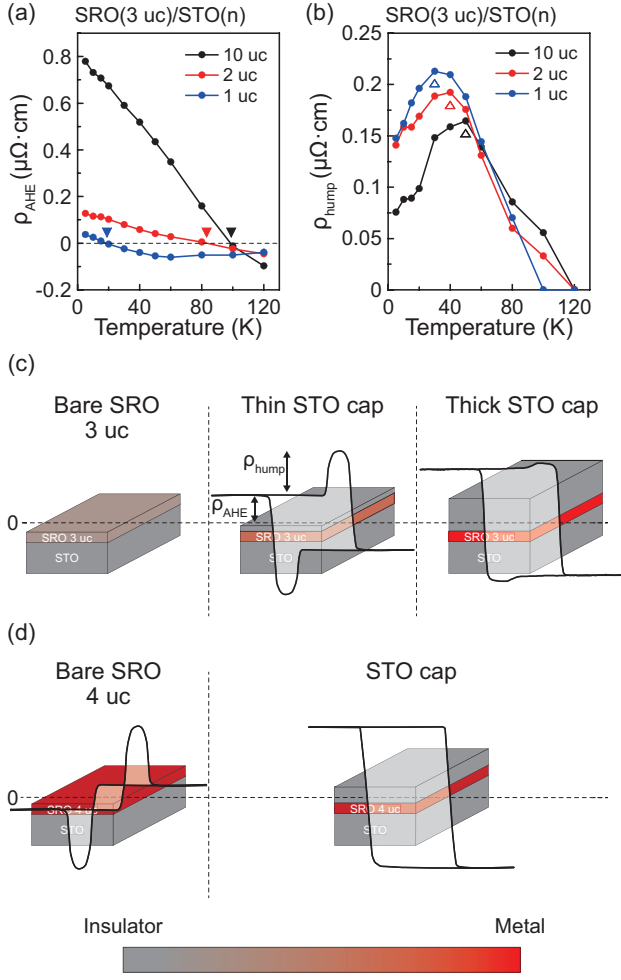 (a) SRO(3 uc)/STO(n)
ρAHE (μΩ·cm)
0.8
0.6
0.4
0.2
0
-0.2
10 uc
2 uc
1 uc
0 40 80 120
Temperature (K)
(b) SRO(3 uc)/STO(n)
ρhump (μΩ·cm)
0.25
0.2
0.15
0.1
0.05
0
10 uc
2 uc
1 uc
0 40 80 120
Temperature (K)
(c)
Bare SRO
3 uc
Thin STO cap
Thick STO cap
ρhump
ρAHE
0
SRO 3 uc
STO
SRO 3 uc
STO
SRO 3 uc
STO
(d)
Bare SRO
4 uc
STO cap
0
SRO 4 uc
STO
SRO 4 uc
STO
Insulator Metal